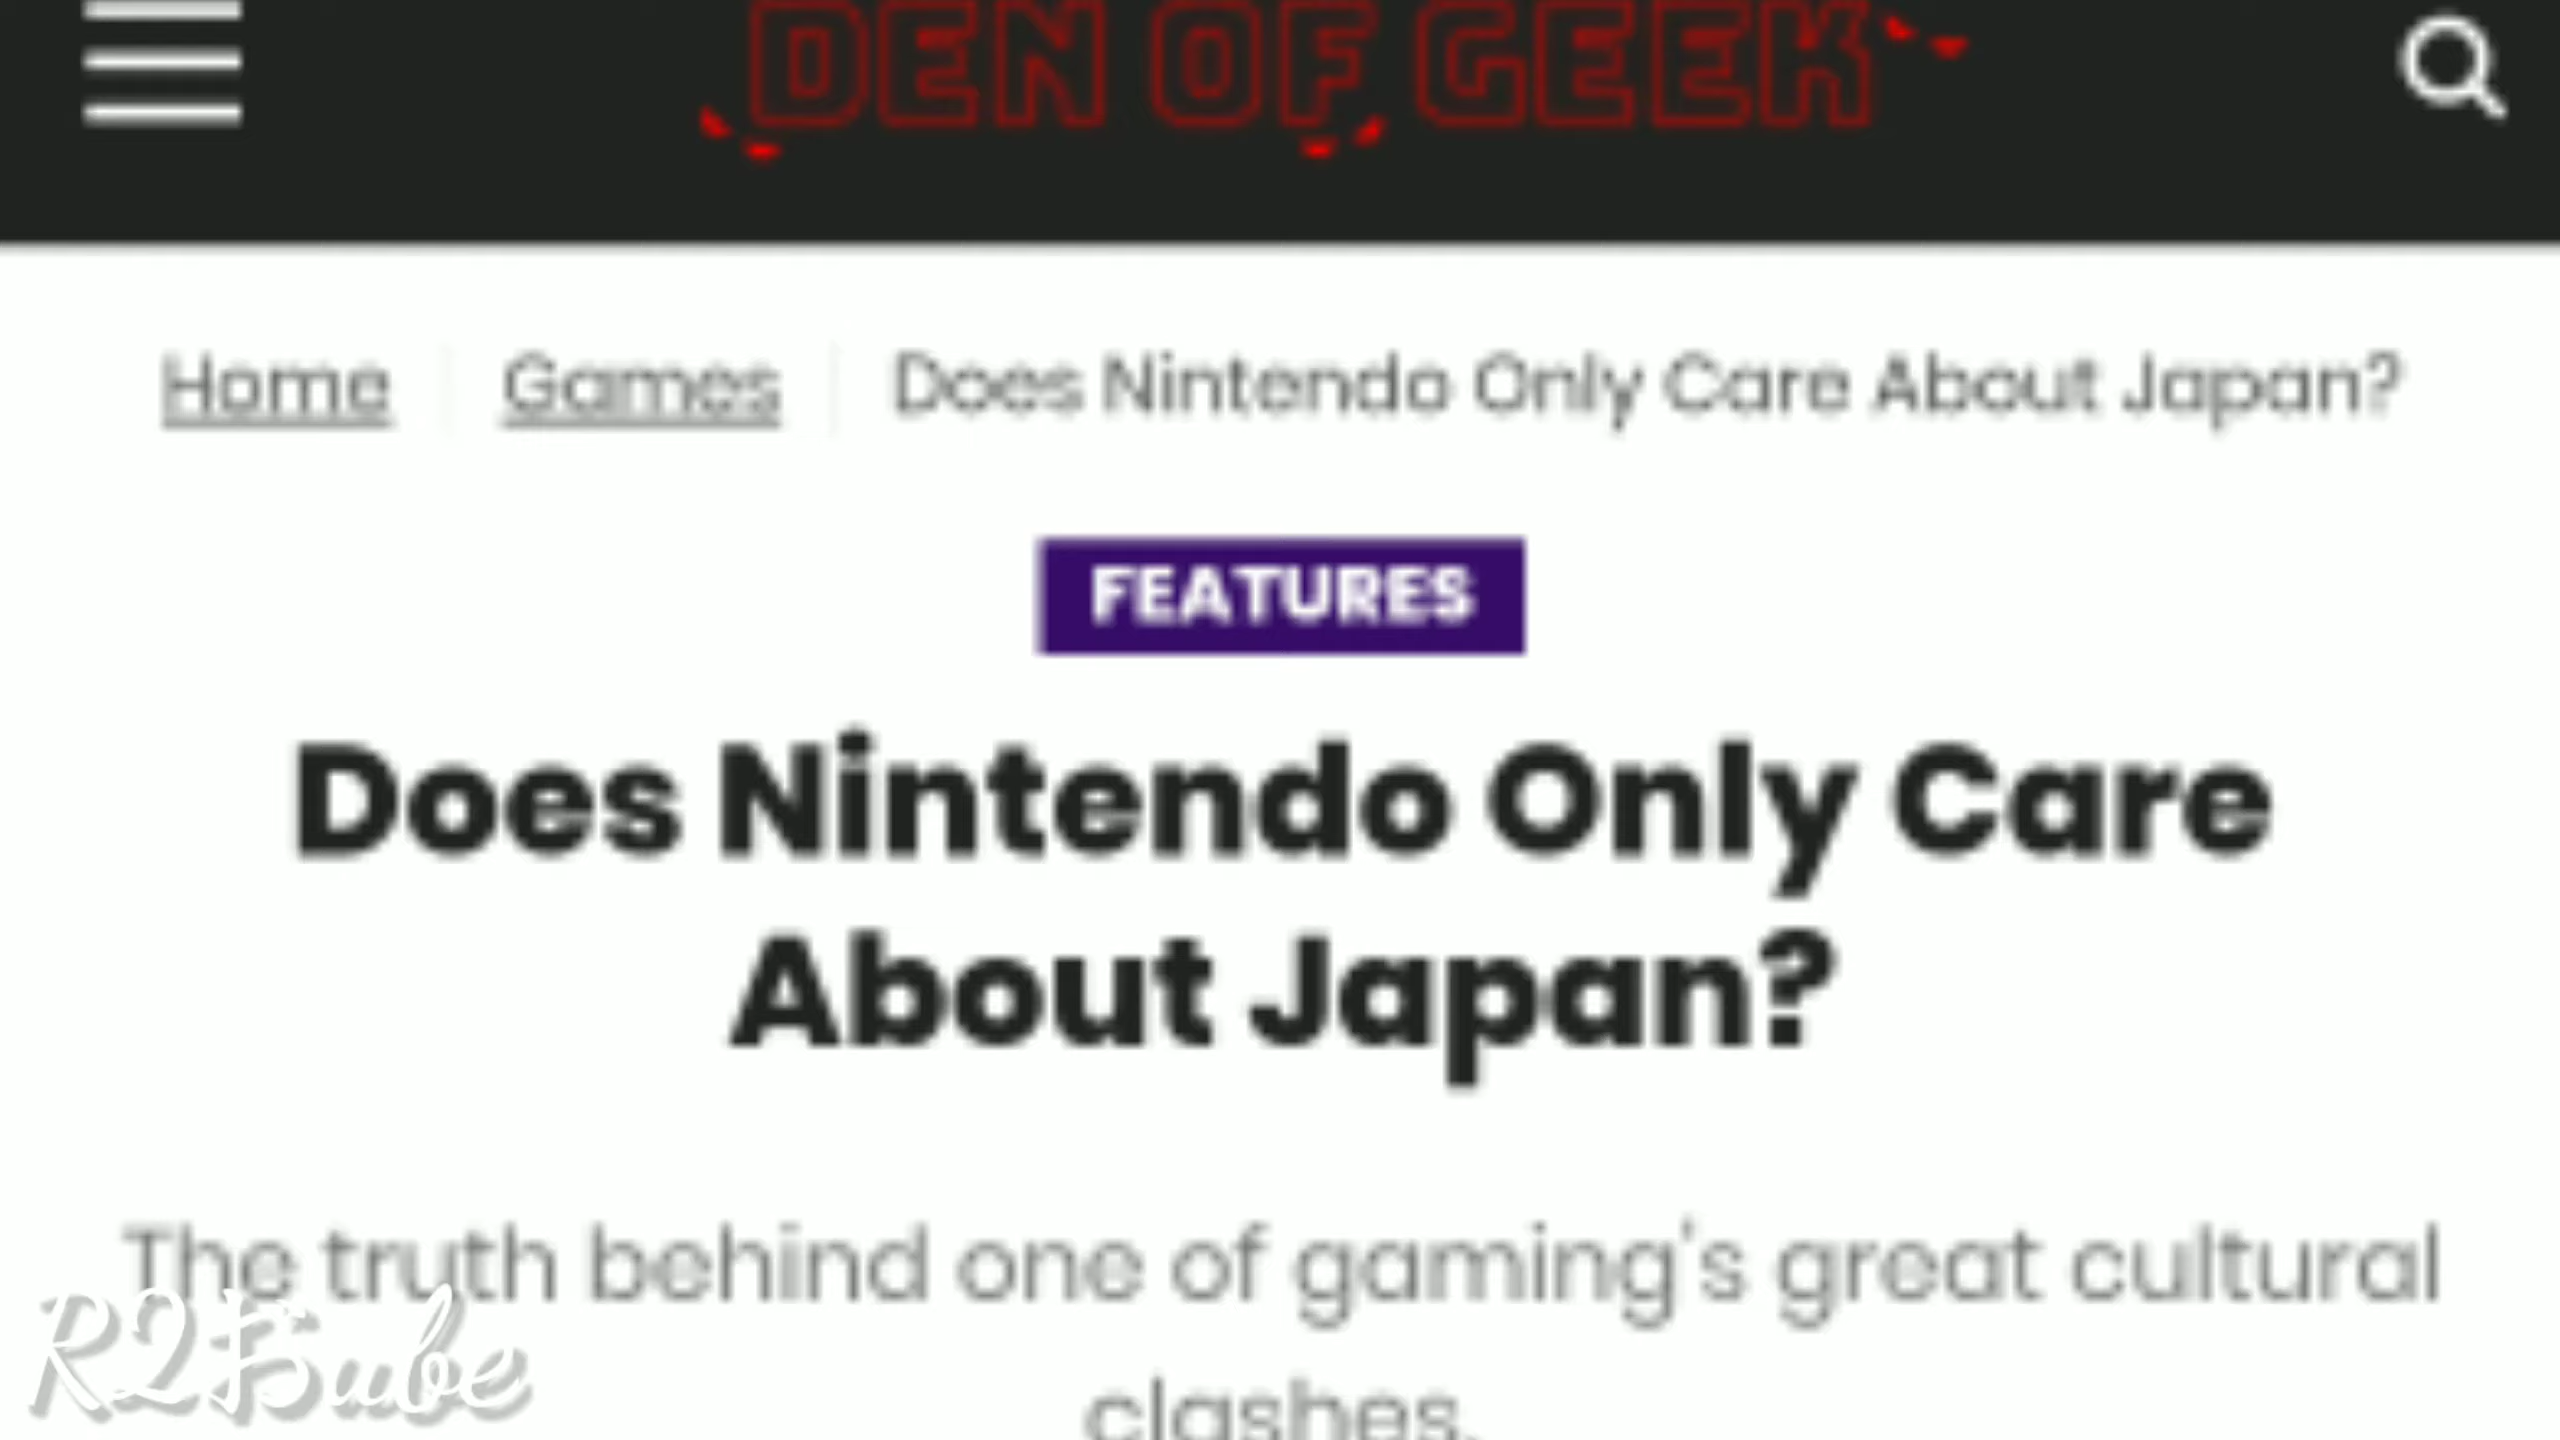 DEN OF GEEK
Home Games Does Nintendo Only Care About Japan?
FEATURES
Does Nintendo Only Care
About Japan?
The truth behind one of gaming's great cultural
clashes.